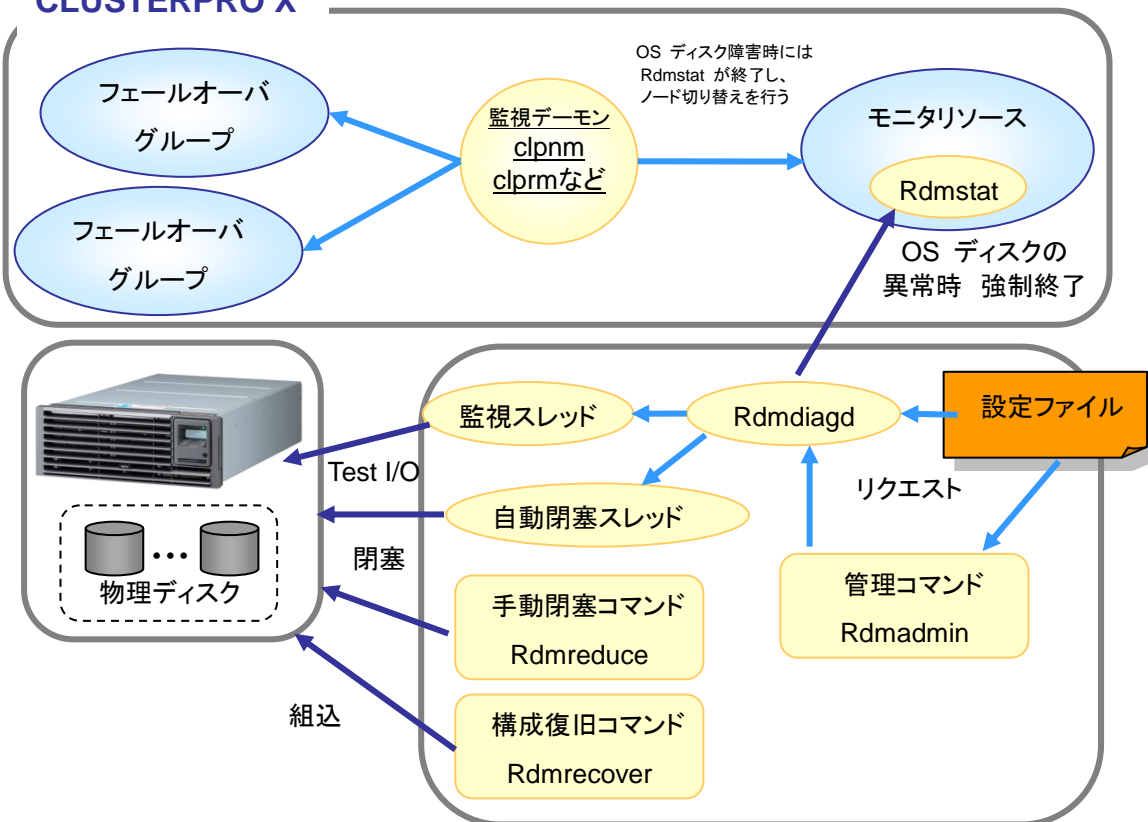 CLUSTERPRO X
フェールオーバ
グループ
フェールオーバ
グループ
監視デーモン
clpnm
clprmなど
OS ディスク障害時には
Rdmstat が終了し、
ノード切り替えを行う
モニタリソース
Rdmstat
OS ディスクの
異常時 強制終了
監視スレッド
Rdmdiagd
設定ファイル
Test I/O
自動閉塞スレッド
リクエスト
閉塞
物理ディスク
手動閉塞コマンド
Rdmreduce
管理コマンド
Rdmadmin
組込
構成復旧コマンド
Rdmrecover